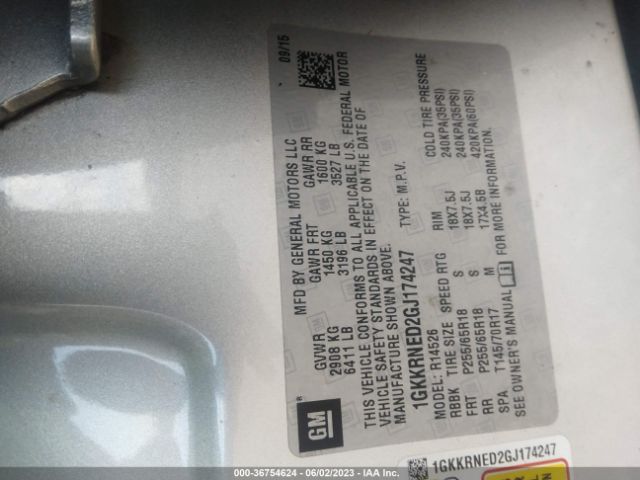 GM
®
MFD BY GENERAL MOTORS LLC 09/15
GVWR GAWR FRT GAWR RR
2908 KG 1450 KG 1600 KG
6411 LB 3196 LB 3527 LB
THIS VEHICLE CONFORMS TO ALL APPLICABLE U.S. FEDERAL MOTOR
VEHICLE SAFETY STANDARDS IN EFFECT ON THE DATE OF
MANUFACTURE SHOWN ABOVE.
1GKKRNED2GJ174247 TYPE: M.P.V.
MODEL: R14526
RBBK TIRE SIZE SPEED RTG RIM COLD TIRE PRESSURE
FRT P255/65R18 S 18X7.5J 240KPA(35PSI)
RR P255/65R18 S 18X7.5J 240KPA(35PSI)
SPA T145/70R17 M 17X4.5B 420KPA(60PSI)
SEE OWNER'S MANUAL FOR MORE INFORMATION.
1GKKRNED2GJ174247
000-36754624 - 06/02/2023 - IAA Inc.